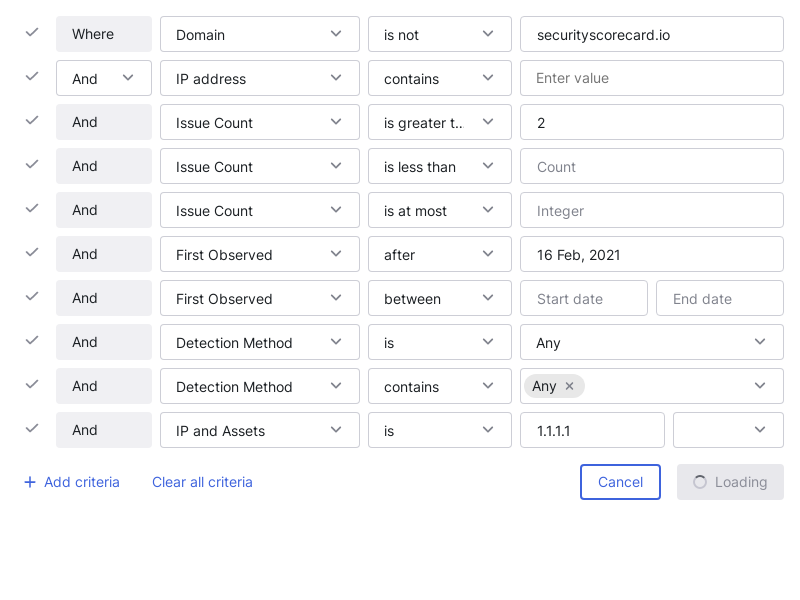 Where Domain is not securityscorecard.io
And IP address contains Enter value
And Issue Count is greater t... 2
And Issue Count is less than Count
And Issue Count is at most Integer
And First Observed after 16 Feb, 2021
And First Observed between Start date End date
And Detection Method is Any
And Detection Method contains Any
And IP and Assets is 1.1.1.1
Add criteria Clear all criteria Cancel Loading